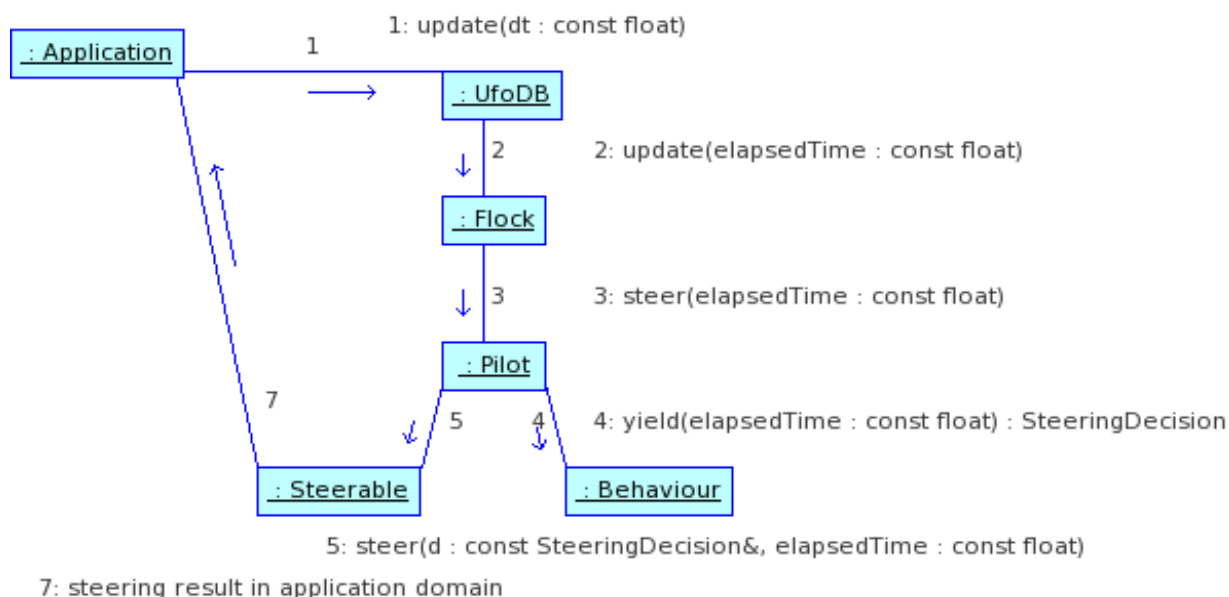 1: update(dt : const float)
: Application
1
: UfoDB
2
2: update(elapsedTime : const float)
: Flock
3
3: steer(elapsedTime : const float)
: Pilot
7
5
4
4: yield(elapsedTime : const float) : SteeringDecision
: Steerable
: Behaviour
5: steer(d : const SteeringDecision&, elapsedTime : const float)
7: steering result in application domain